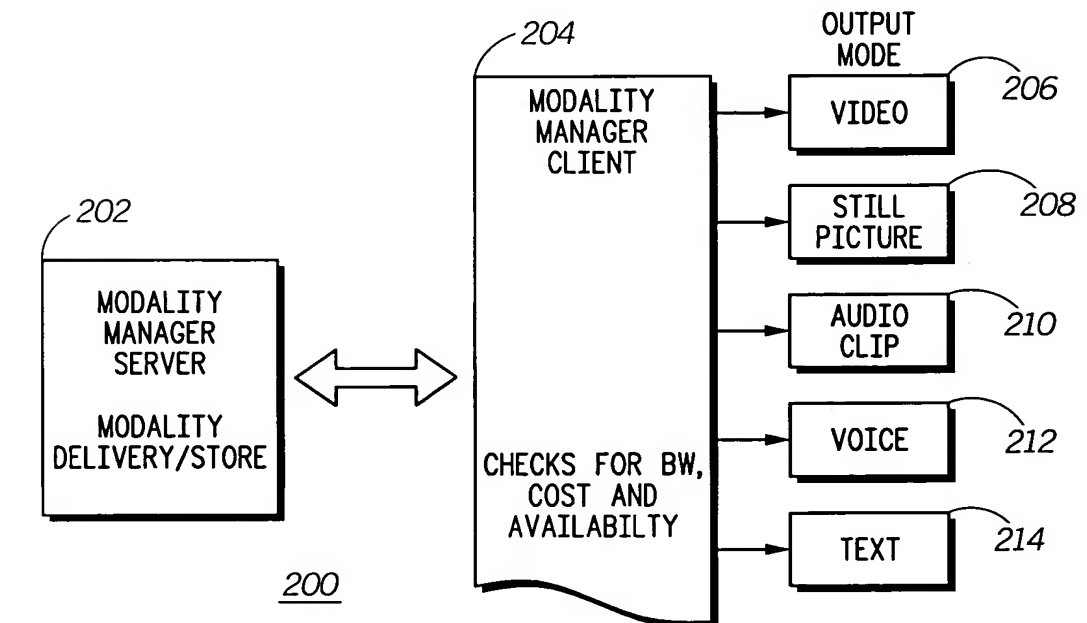 202
MODALITY
MANAGER
SERVER
MODALITY
DELIVERY/STORE
200
204
MODALITY
MANAGER
CLIENT
CHECKS FOR BW,
COST AND
AVAILABILTY
OUTPUT
MODE
VIDEO
206
STILL
PICTURE
208
AUDIO
CLIP
210
VOICE
212
TEXT
214